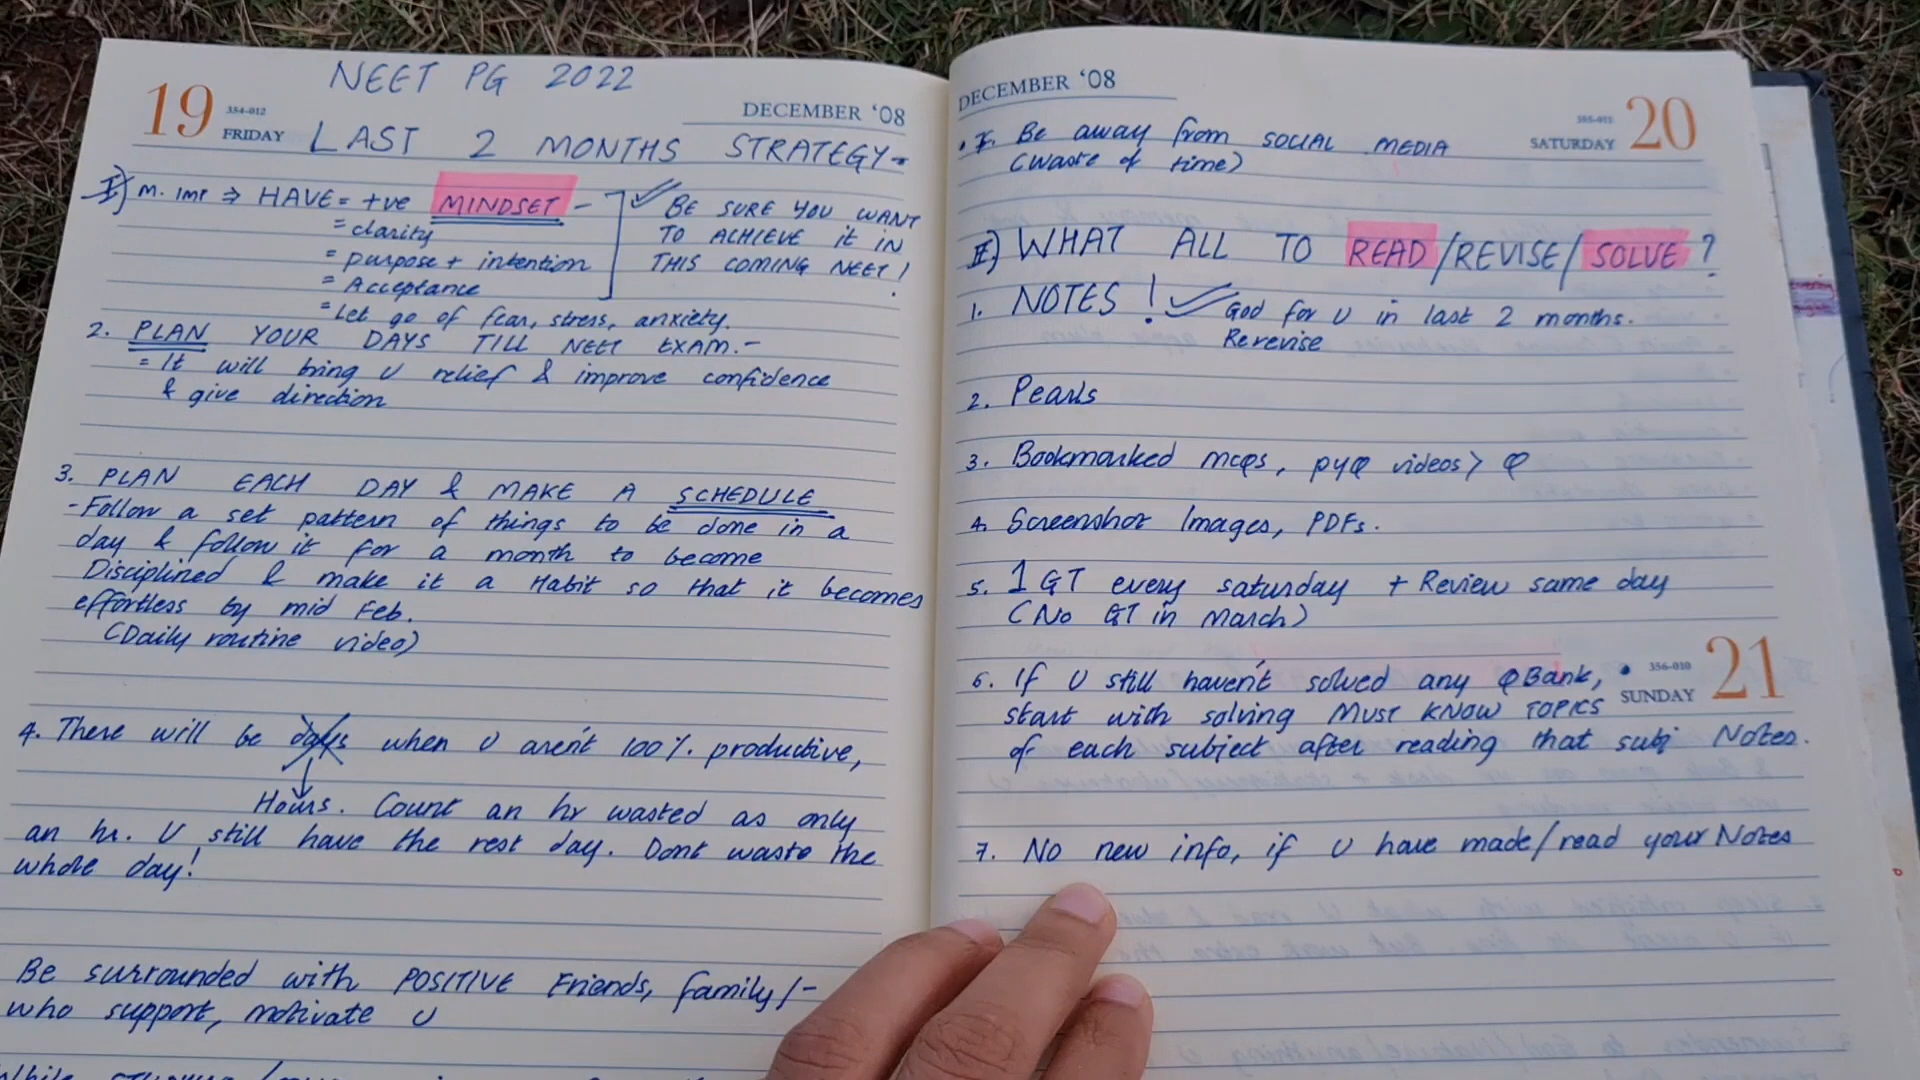 NEET PG 2022
19
354-012
FRIDAY
DECEMBER '08
LAST 2 MONTHS STRATEGY-
I) M. Imp ⇒ HAVE = +ve MINDSET -
= clarity
= purpose + intention
= Acceptance
= Let go of fear, stress, anxiety.
✓ BE SURE YOU WANT
TO ACHIEVE it IN
THIS COMING NEET!
2. PLAN YOUR DAYS TILL NEET EXAM.-
= It will bring U relief & improve confidence
& give direction
3. PLAN EACH DAY & MAKE A SCHEDULE
-Follow a set pattern of things to be done in a
day & follow it for a month to become
Disciplined & make it a Habit so that it becomes
effortless by mid Feb.
(Daily routine video)
4. There will be days when U aren't 100% productive,
↓
Hours. Count an hr wasted as only
an hr. U still have the rest day. Dont waste the
whole day!
Be surrounded with POSITIVE Friends, family/-
who support, motivate U
While
DECEMBER '08
SATURDAY
20
Be away from SOCIAL MEDIA
(waste of time)
II) WHAT ALL TO READ/REVISE/SOLVE?
1. NOTES! ✓ God for U in last 2 months.
Rerevise
2. Pearls
3. Bookmarked mcqs, pyQ videos> Q
4. Screenshot Images, PDFs.
5. 1 GT every saturday + Review same day
(No GT in March)
356-010
SUNDAY
21
6. If U still haven't solved any QBank,
start with solving MUST KNOW TOPICS
of each subject after reading that subj Notes.
7. No new info, if U have made/read your Notes